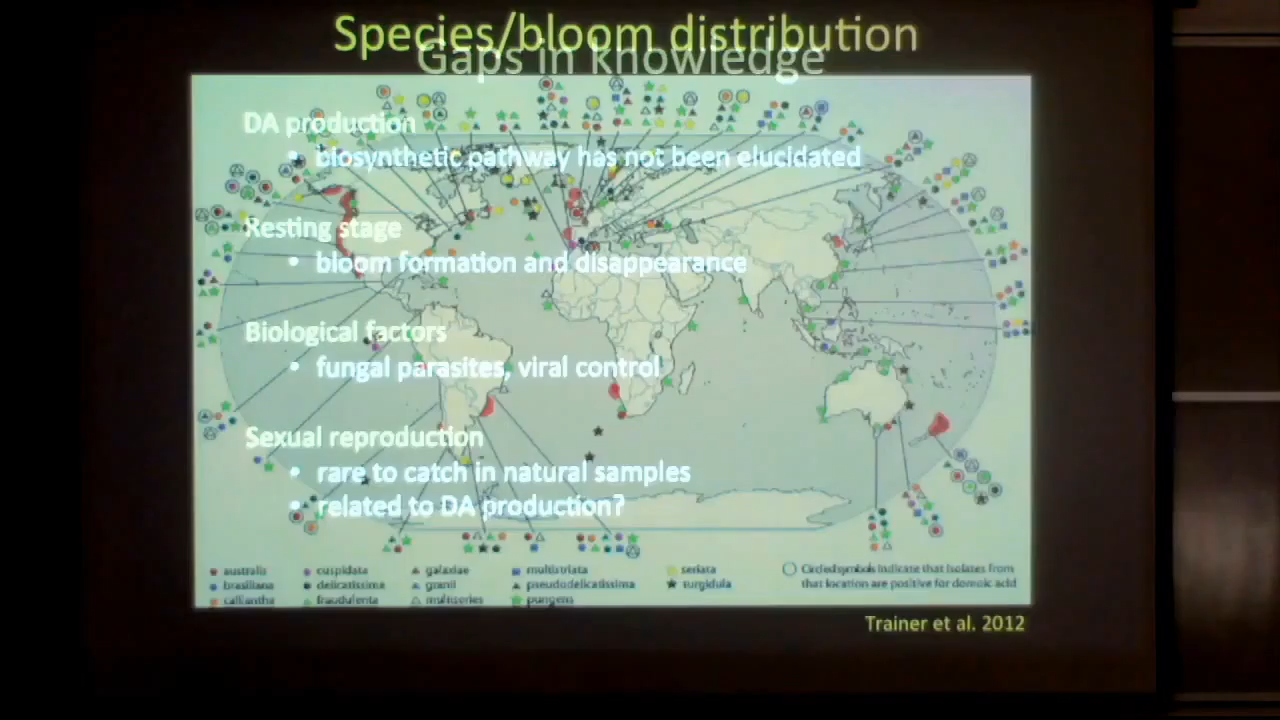 Species/bloom distribution
Gaps in knowledge
DA production
• biosynthetic pathway has not been elucidated
Resting stage
• bloom formation and disappearance
Biological factors
• fungal parasites, viral control
Sexual reproduction
• rare to catch in natural samples
• related to DA production?
australis cuspidata galaxiae multistriata seriata
brasiliana delicatissima granii pseudodelicatissima turgidula
calliantha fraudulenta multiseries pungens
Circled symbols indicate that isolates from
that location are positive for domoic acid
Trainer et al. 2012